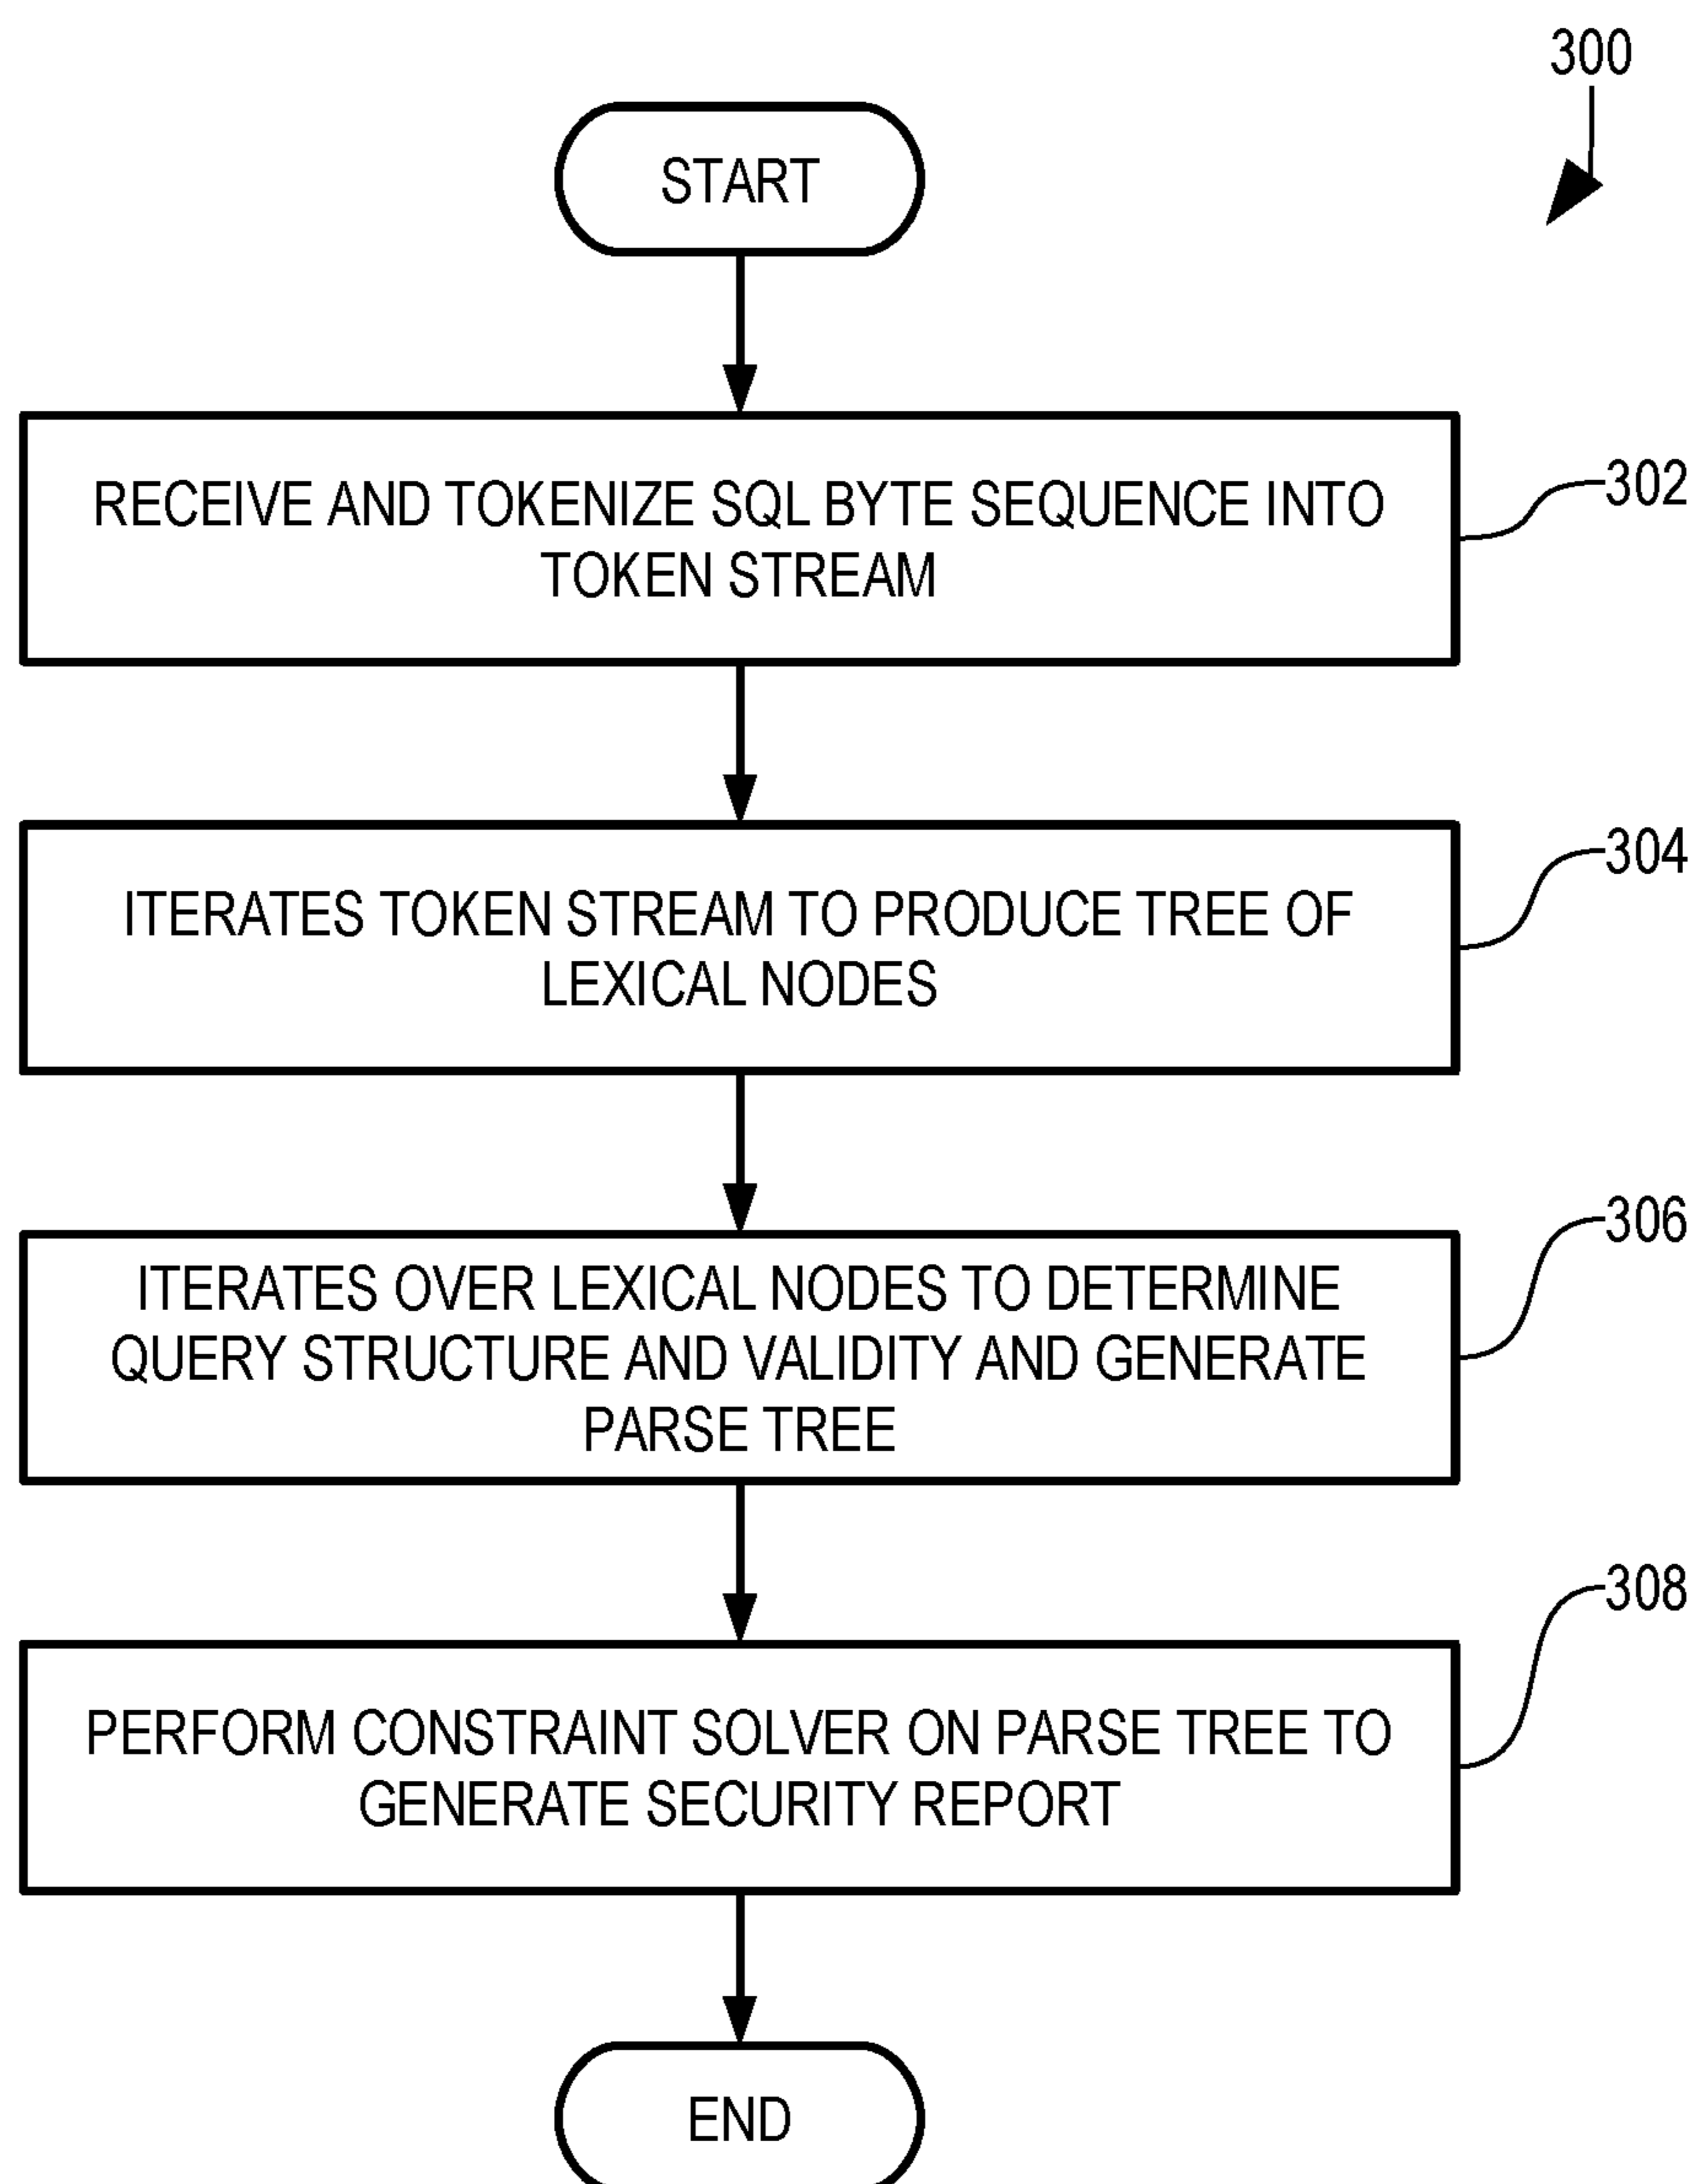 300
START
RECEIVE AND TOKENIZE SQL BYTE SEQUENCE INTO
TOKEN STREAM
302
ITERATES TOKEN STREAM TO PRODUCE TREE OF
LEXICAL NODES
304
ITERATES OVER LEXICAL NODES TO DETERMINE
QUERY STRUCTURE AND VALIDITY AND GENERATE
PARSE TREE
306
PERFORM CONSTRAINT SOLVER ON PARSE TREE TO
GENERATE SECURITY REPORT
308
END